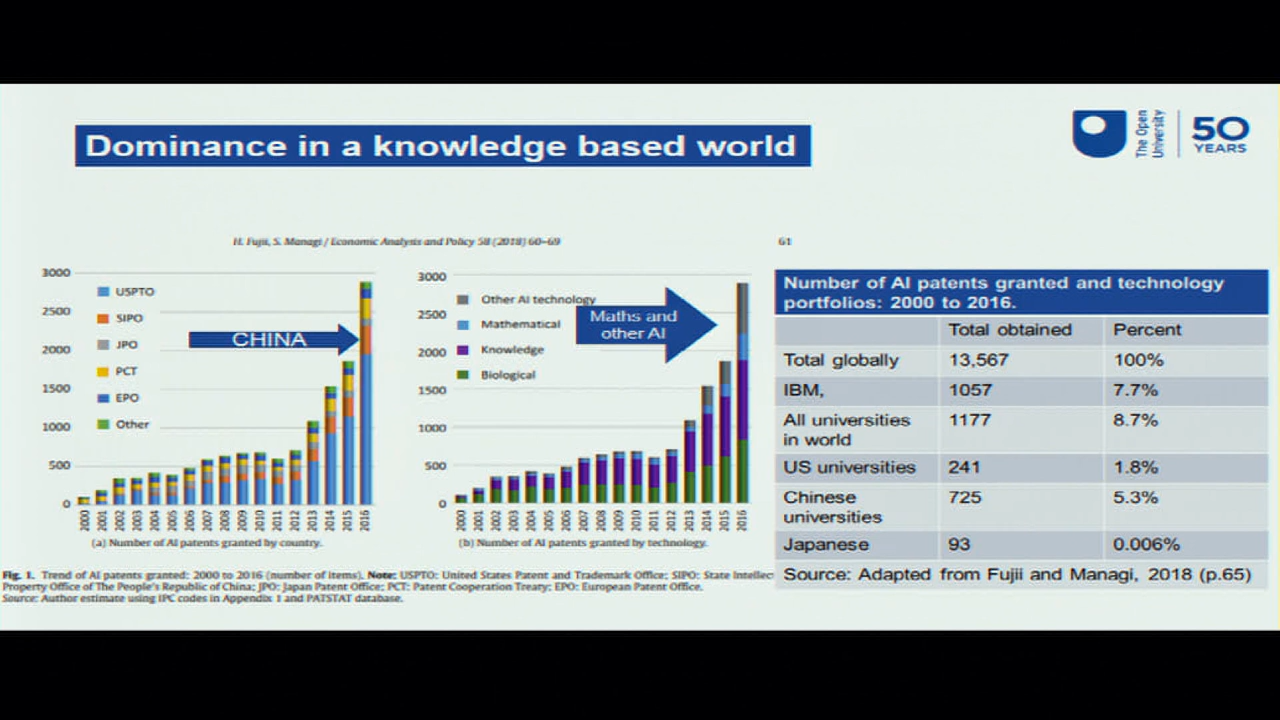 Dominance in a knowledge based world
The Open
University
50
YEARS
H. Fujii, S. Managi / Economic Analysis and Policy 58 (2018) 60–69
61
3000
2500
2000
1500
1000
500
0
USPTO
SIPO
JPO
PCT
EPO
Other
CHINA
2000 2001 2002 2003 2004 2005 2006 2007 2008 2009 2010 2011 2012 2013 2014 2015 2016
(a) Number of AI patents granted by country.
3000
2500
2000
1500
1000
500
0
Other AI technology
Mathematical
Knowledge
Biological
Maths and
other AI
2000 2001 2002 2003 2004 2005 2006 2007 2008 2009 2010 2011 2012 2013 2014 2015 2016
(b) Number of AI patents granted by technology.
Fig. 1. Trend of AI patents granted: 2000 to 2016 (number of items). Note: USPTO: United States Patent and Trademark Office; SIPO: State Intellec
Property Office of The People's Republic of China; JPO: Japan Patent Office; PCT: Patent Cooperation Treaty; EPO: European Patent Office.
Source: Author estimate using IPC codes in Appendix 1 and PATSTAT database.
Number of AI patents granted and technology
portfolios: 2000 to 2016.
Total obtained Percent
Total globally 13,567 100%
IBM, 1057 7.7%
All universities 1177 8.7%
in world
US universities 241 1.8%
Chinese 725 5.3%
universities
Japanese 93 0.006%
Source: Adapted from Fujii and Managi, 2018 (p.65)